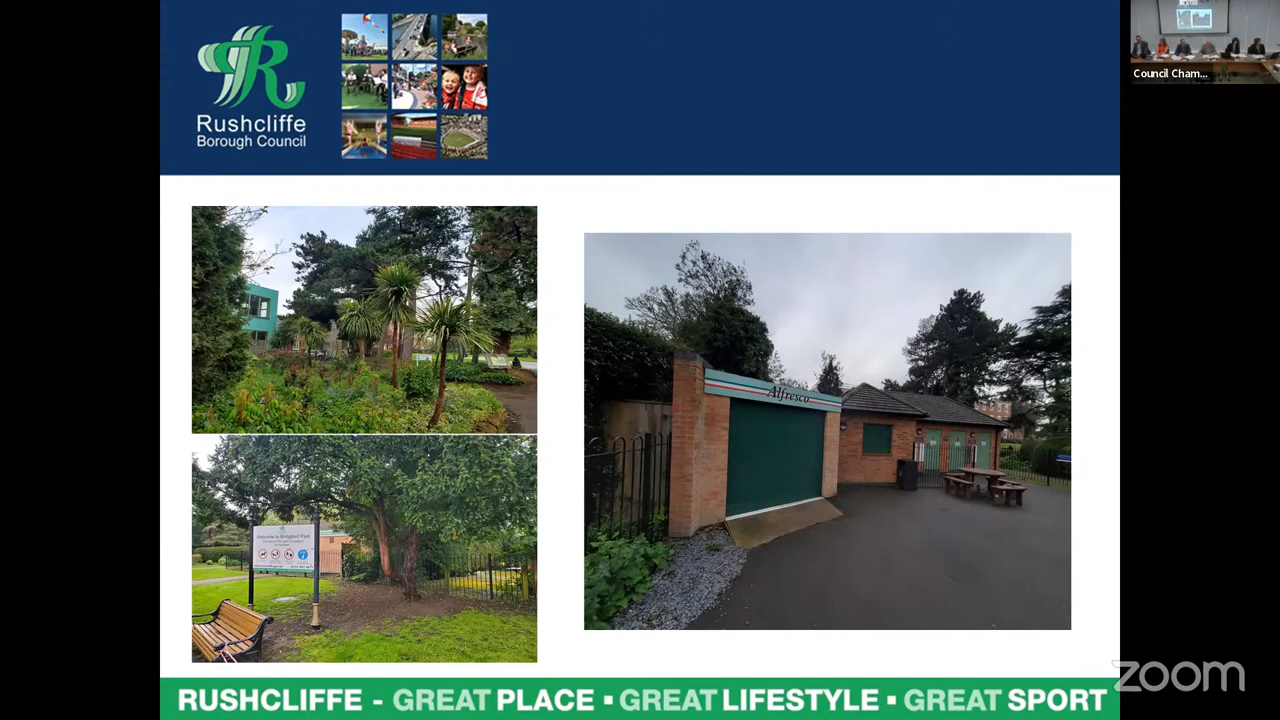 Rushcliffe
Borough Council
Council Cham...
Alfresco
Welcome to Bridgford Park
RUSHCLIFFE - GREAT PLACE ▪ GREAT LIFESTYLE ▪ GREAT SPORT
zoom